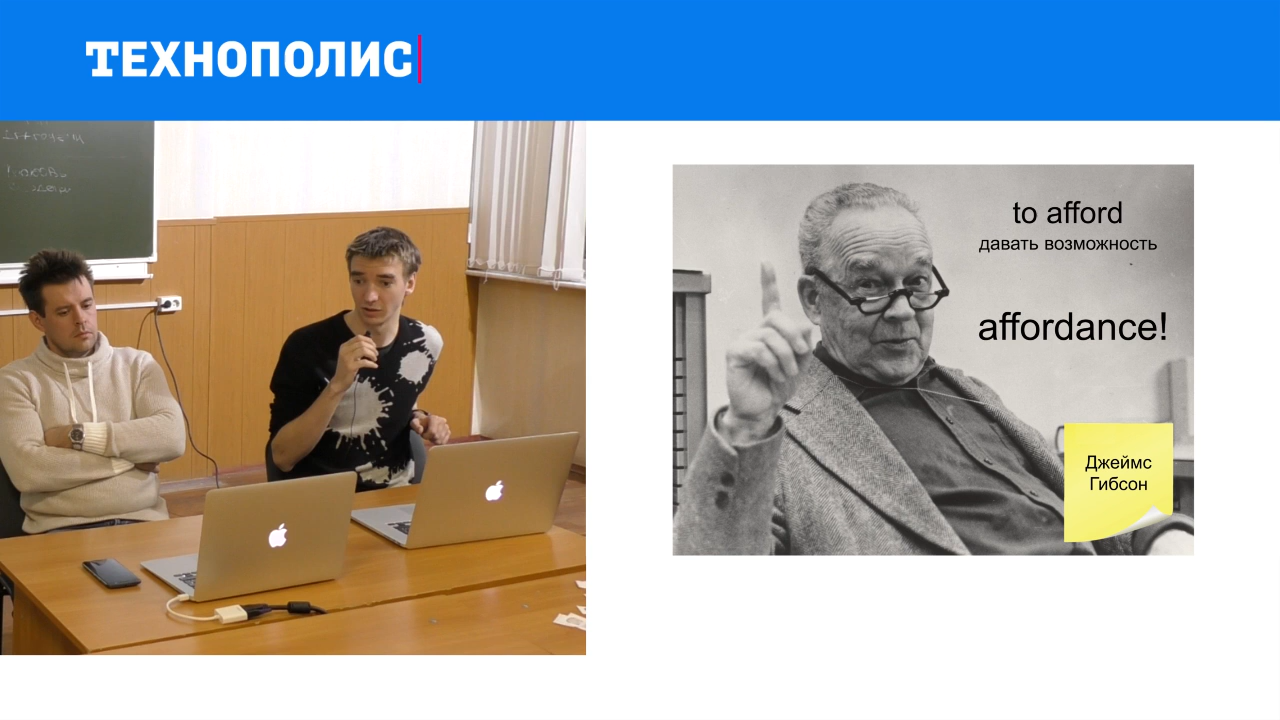 ТЕХНОПОЛИС
to afford
давать возможность
affordance!
Джеймс
Гибсон